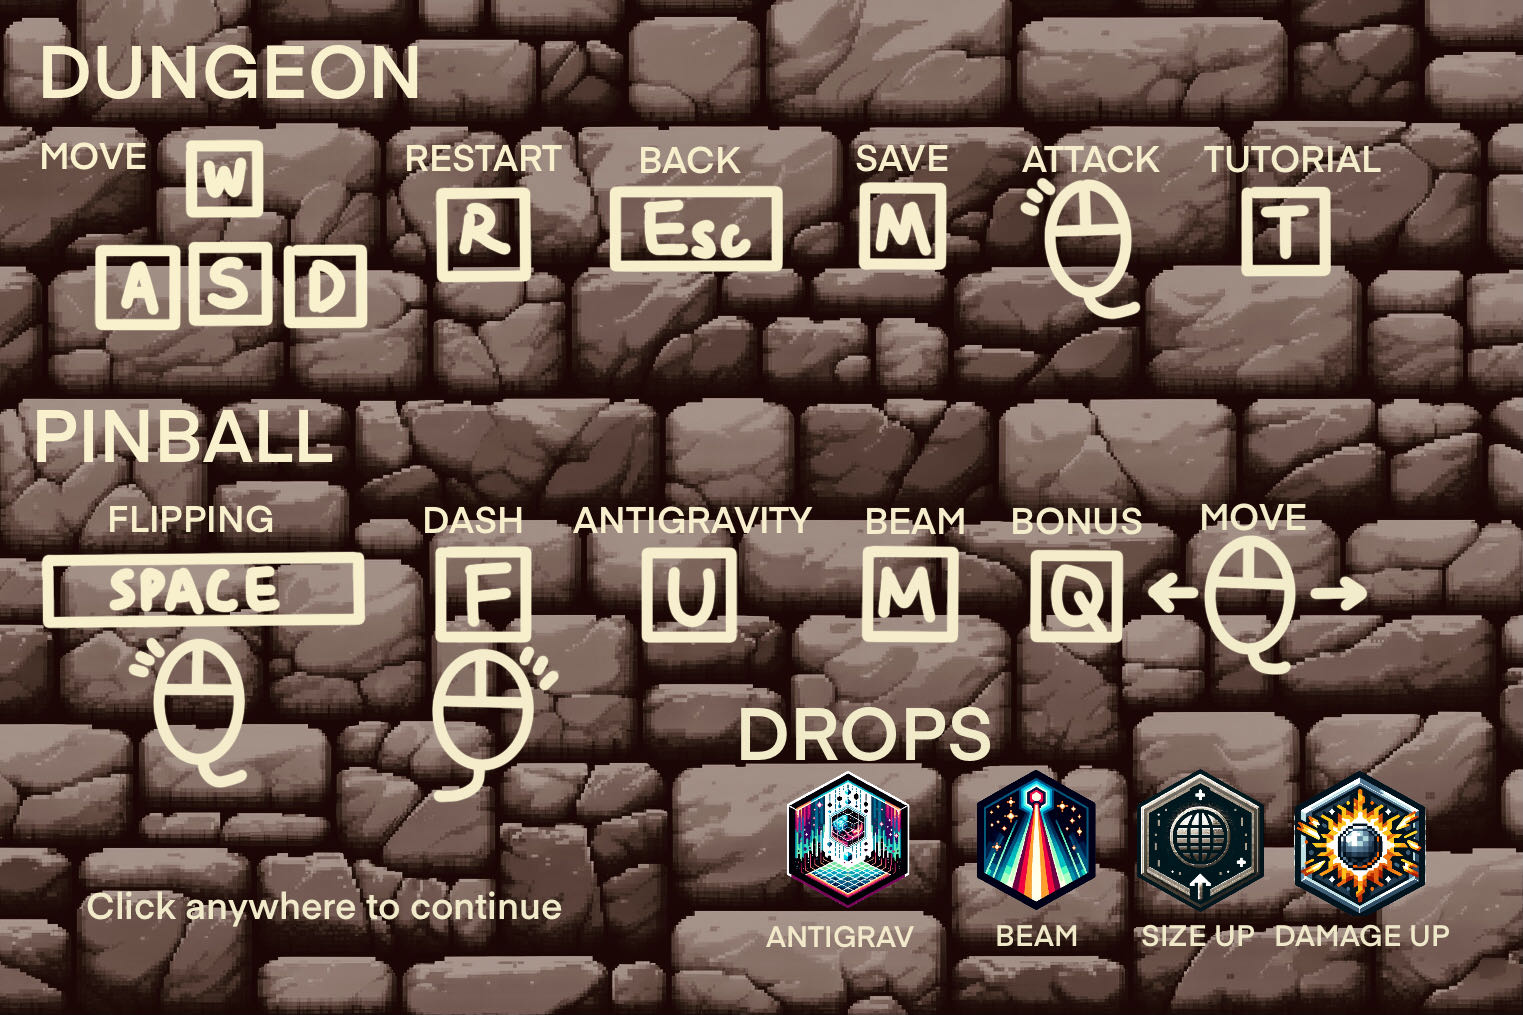 DUNGEON
MOVE
W
A S D
RESTART
R
BACK
Esc
SAVE
M
ATTACK
TUTORIAL
T
PINBALL
FLIPPING
SPACE
DASH
F
ANTIGRAVITY
U
BEAM
M
BONUS
Q
MOVE
DROPS
ANTIGRAV
BEAM
SIZE UP
DAMAGE UP
Click anywhere to continue